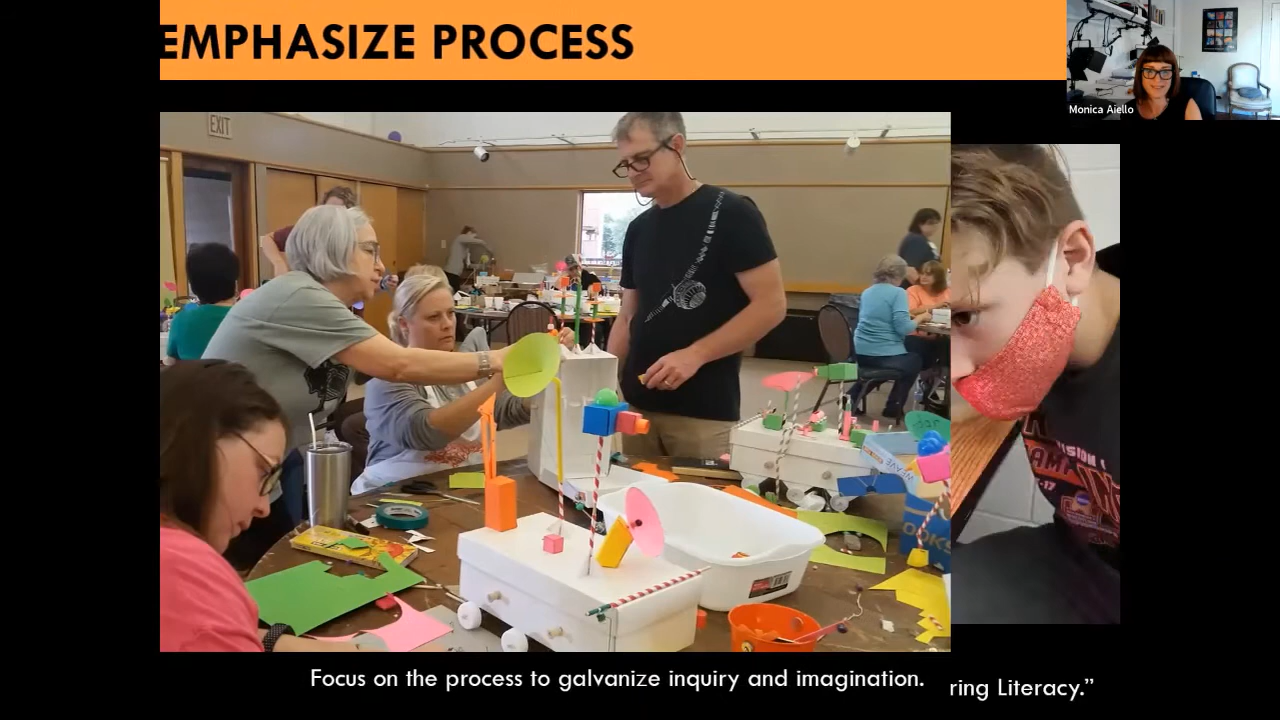 EMPHASIZE PROCESS
Monica Aiello
EXIT
Focus on the process to galvanize inquiry and imagination.
ring Literacy.”